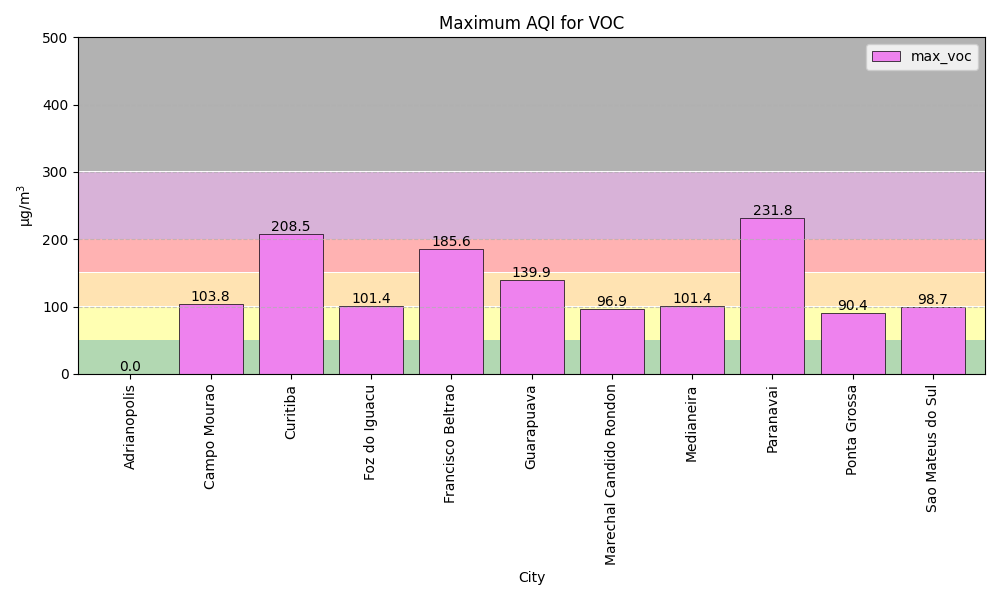 Maximum AQI for VOC
max_voc
µg/m³
500
400
300
200
100
0
0.0
103.8
208.5
101.4
185.6
139.9
96.9
101.4
231.8
90.4
98.7
Adrianopolis
Campo Mourao
Curitiba
Foz do Iguacu
Francisco Beltrao
Guarapuava
Marechal Candido Rondon
Medianeira
Paranavai
Ponta Grossa
Sao Mateus do Sul
City